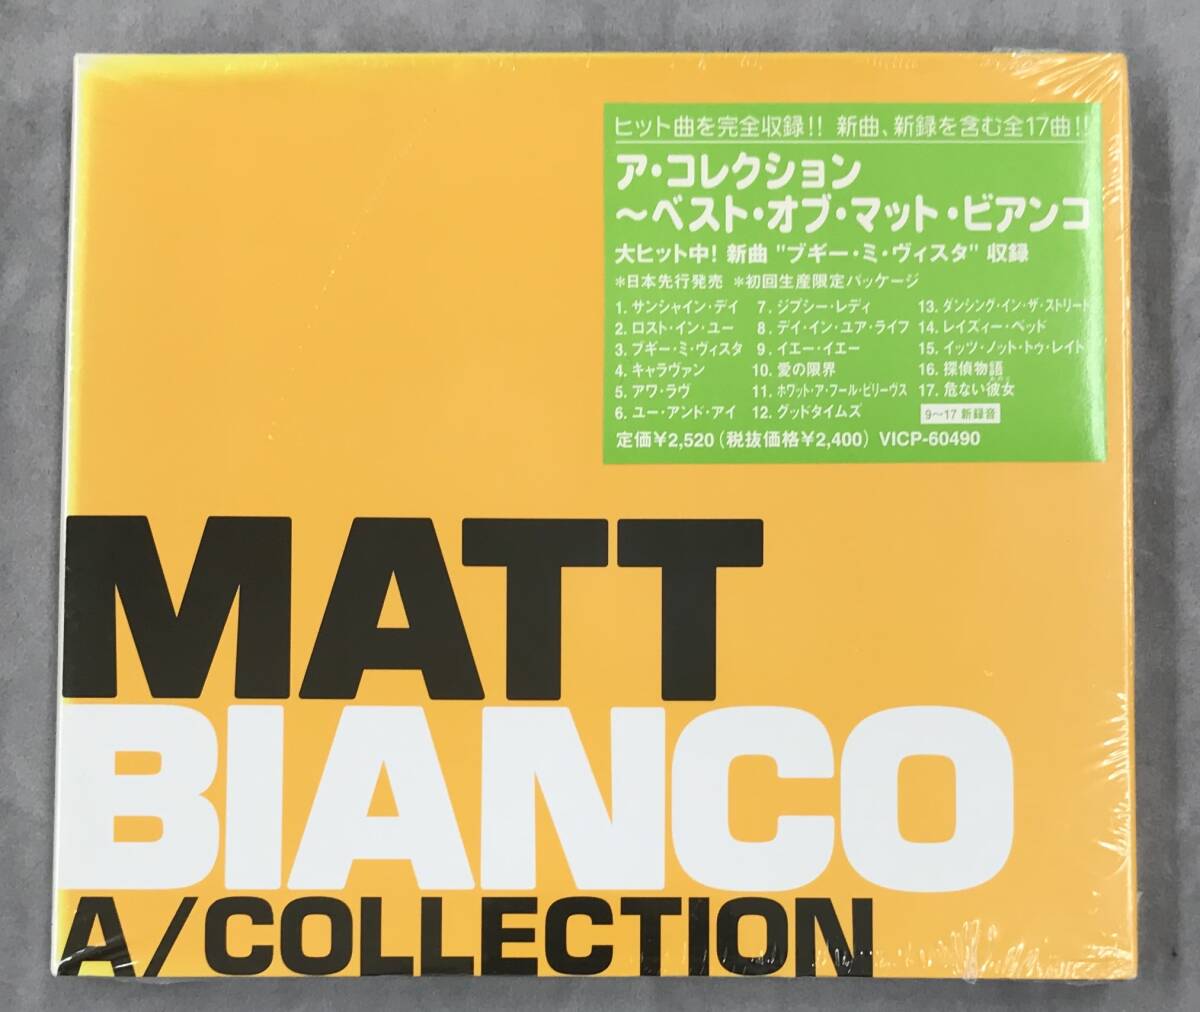 ヒット曲を完全収録!! 新曲、新録を含む全17曲!!
ア・コレクション
〜ベスト・オブ・マット・ビアンコ
大ヒット中! 新曲 "ブギー・ミ・ヴィスタ" 収録
*日本先行発売 *初回生産限定パッケージ
1. サンシャイン・デイ
2. ロスト・イン・ユー
3. ブギー・ミ・ヴィスタ
4. キャラヴァン
5. アワ・ラヴ
6. ユー・アンド・アイ
7. ジプシー・レディ
8. デイ・イン・ユア・ライフ
9. イエー・イエー
10. 愛の限界
11. ホワット・ア・フール・ビリーヴス
12. グッドタイムズ
13. ダンシング・イン・ザ・ストリート
14. レイズィー・ベッド
15. イッツ・ノット・トゥ・レイト
16. 探偵物語
17. 危ない彼女
9〜17 新録音
定価¥2,520(税抜価格¥2,400) VICP-60490
MATT
BIANCO
A/COLLECTION